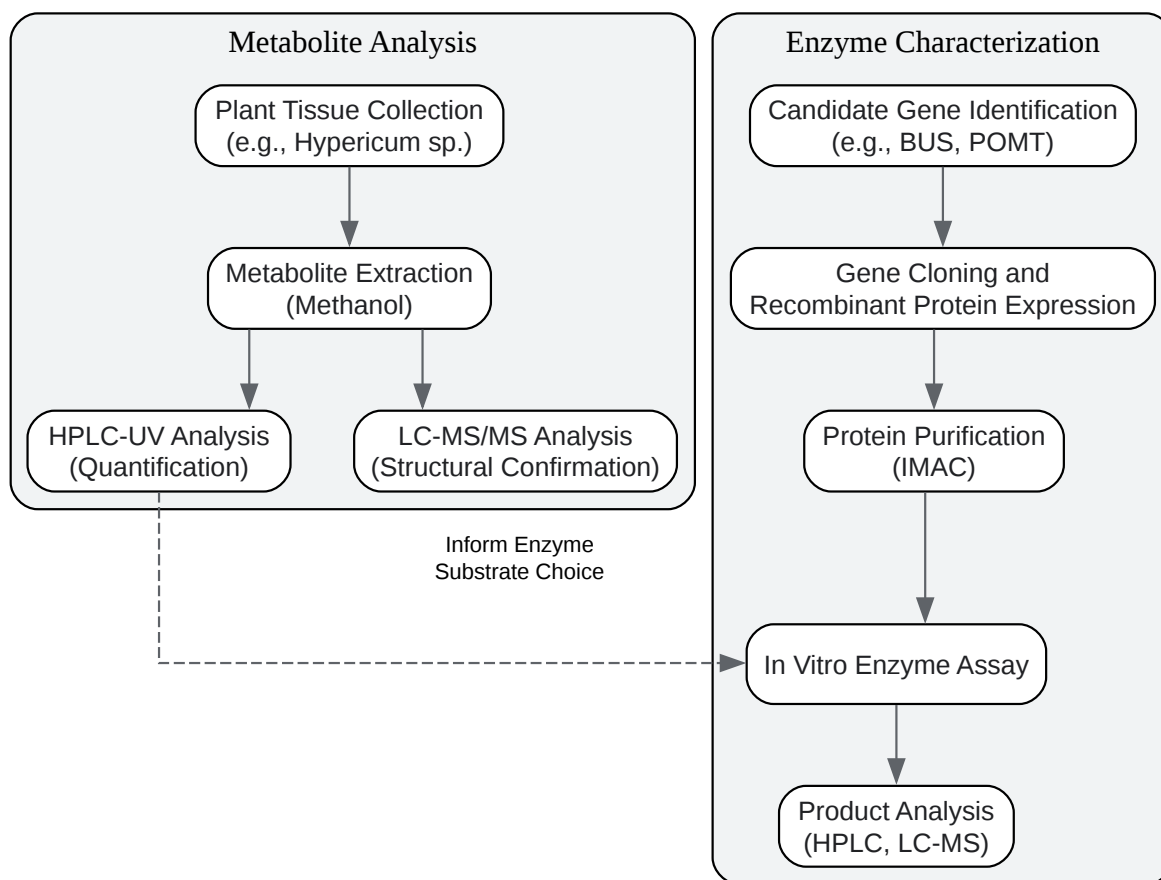 Metabolite Analysis
Plant Tissue Collection
(e.g., Hypericum sp.)
Metabolite Extraction
(Methanol)
HPLC-UV Analysis
(Quantification)
LC-MS/MS Analysis
(Structural Confirmation)
Inform Enzyme
Substrate Choice
Enzyme Characterization
Candidate Gene Identification
(e.g., BUS, POMT)
Gene Cloning and
Recombinant Protein Expression
Protein Purification
(IMAC)
In Vitro Enzyme Assay
Product Analysis
(HPLC, LC-MS)